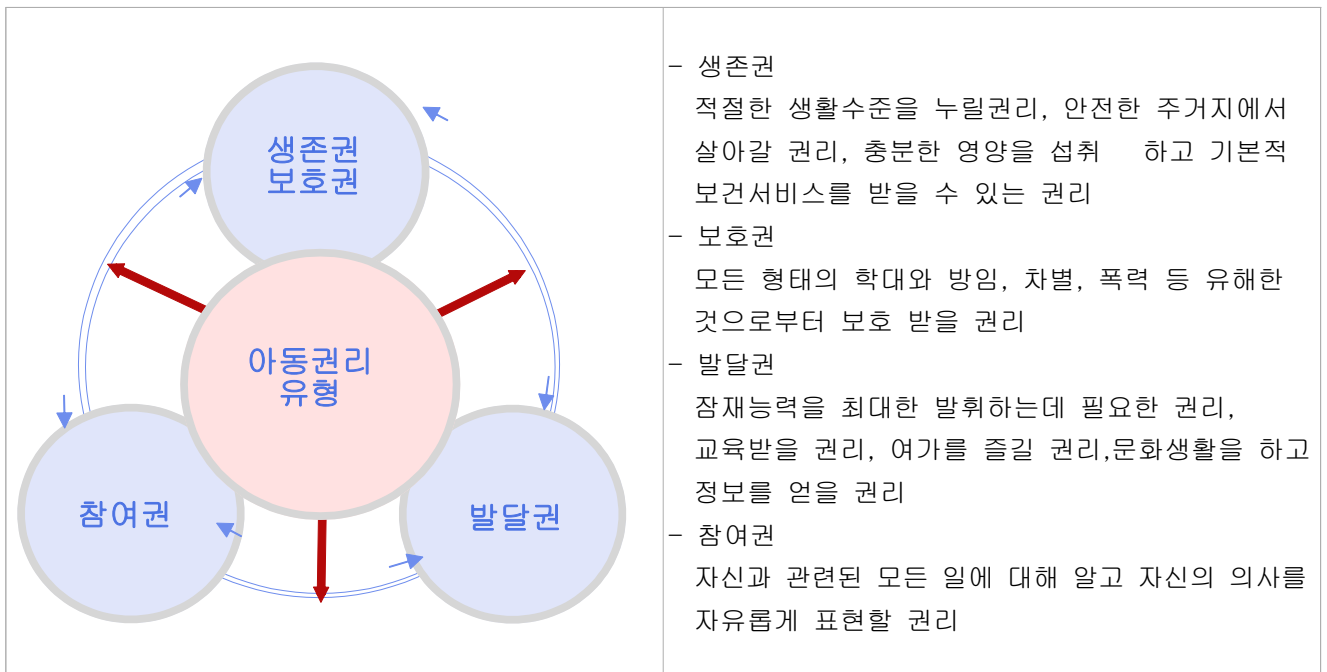 생존권
보호권
아동권리
유형
참여권
발달권
- 생존권
적절한 생활수준을 누릴권리, 안전한 주거지에서
살아갈 권리, 충분한 영양을 섭취 하고 기본적
보건서비스를 받을 수 있는 권리
- 보호권
모든 형태의 학대와 방임, 차별, 폭력 등 유해한
것으로부터 보호 받을 권리
- 발달권
잠재능력을 최대한 발휘하는데 필요한 권리,
교육받을 권리, 여가를 즐길 권리,문화생활을 하고
정보를 얻을 권리
- 참여권
자신과 관련된 모든 일에 대해 알고 자신의 의사를
자유롭게 표현할 권리